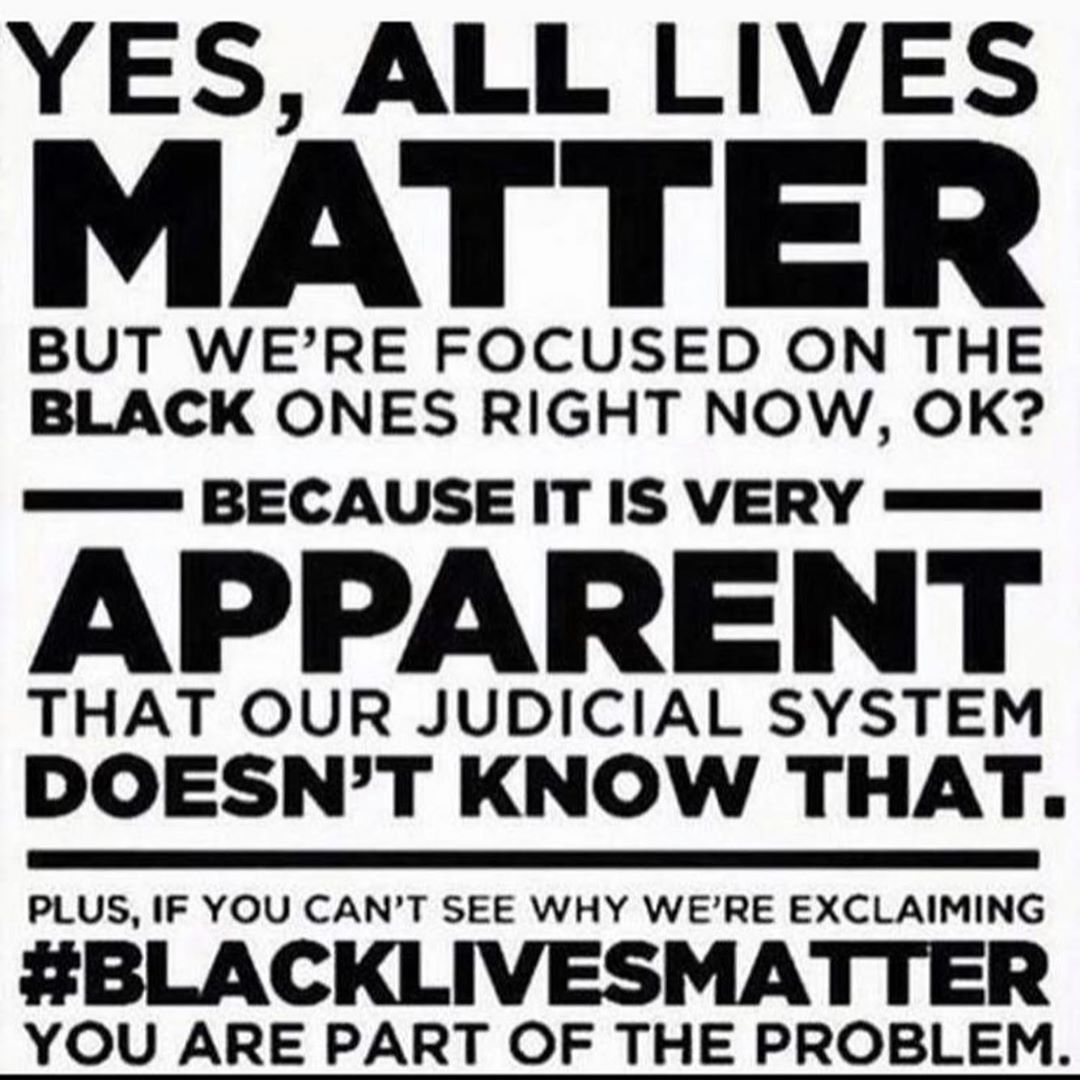 YES, ALL LIVES
MATTER
BUT WE'RE FOCUSED ON THE
BLACK ONES RIGHT NOW, OK?
BECAUSE IT IS VERY
APPARENT
THAT OUR JUDICIAL SYSTEM
DOESN'T KNOW THAT.
PLUS, IF YOU CAN'T SEE WHY WE'RE EXCLAIMING
#BLACKLIVESMATTER
YOU ARE PART OF THE PROBLEM.